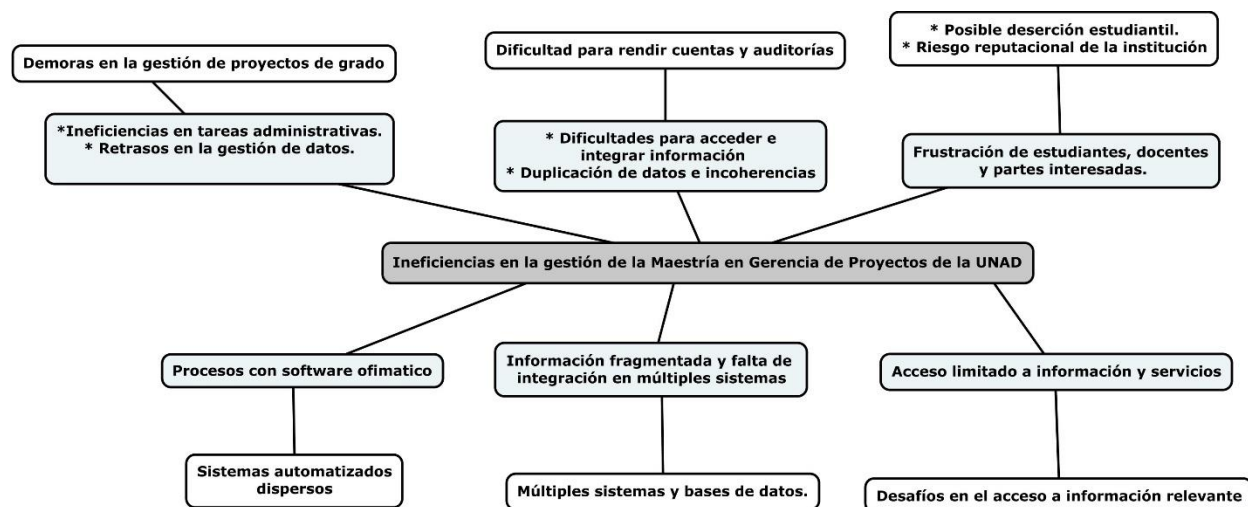 Demoras en la gestión de proyectos de grado
Dificultad para rendir cuentas y auditorías
* Posible deserción estudiantil.
* Riesgo reputacional de la institución
*Ineficiencias en tareas administrativas.
* Retrasos en la gestión de datos.
* Dificultades para acceder e
integrar información
* Duplicación de datos e incoherencias
Frustración de estudiantes, docentes
y partes interesadas.
Ineficiencias en la gestión de la Maestría en Gerencia de Proyectos de la UNAD
Procesos con software ofimatico
Información fragmentada y falta de
integración en múltiples sistemas
Acceso limitado a información y servicios
Sistemas automatizados
dispersos
Múltiples sistemas y bases de datos.
Desafíos en el acceso a información relevante